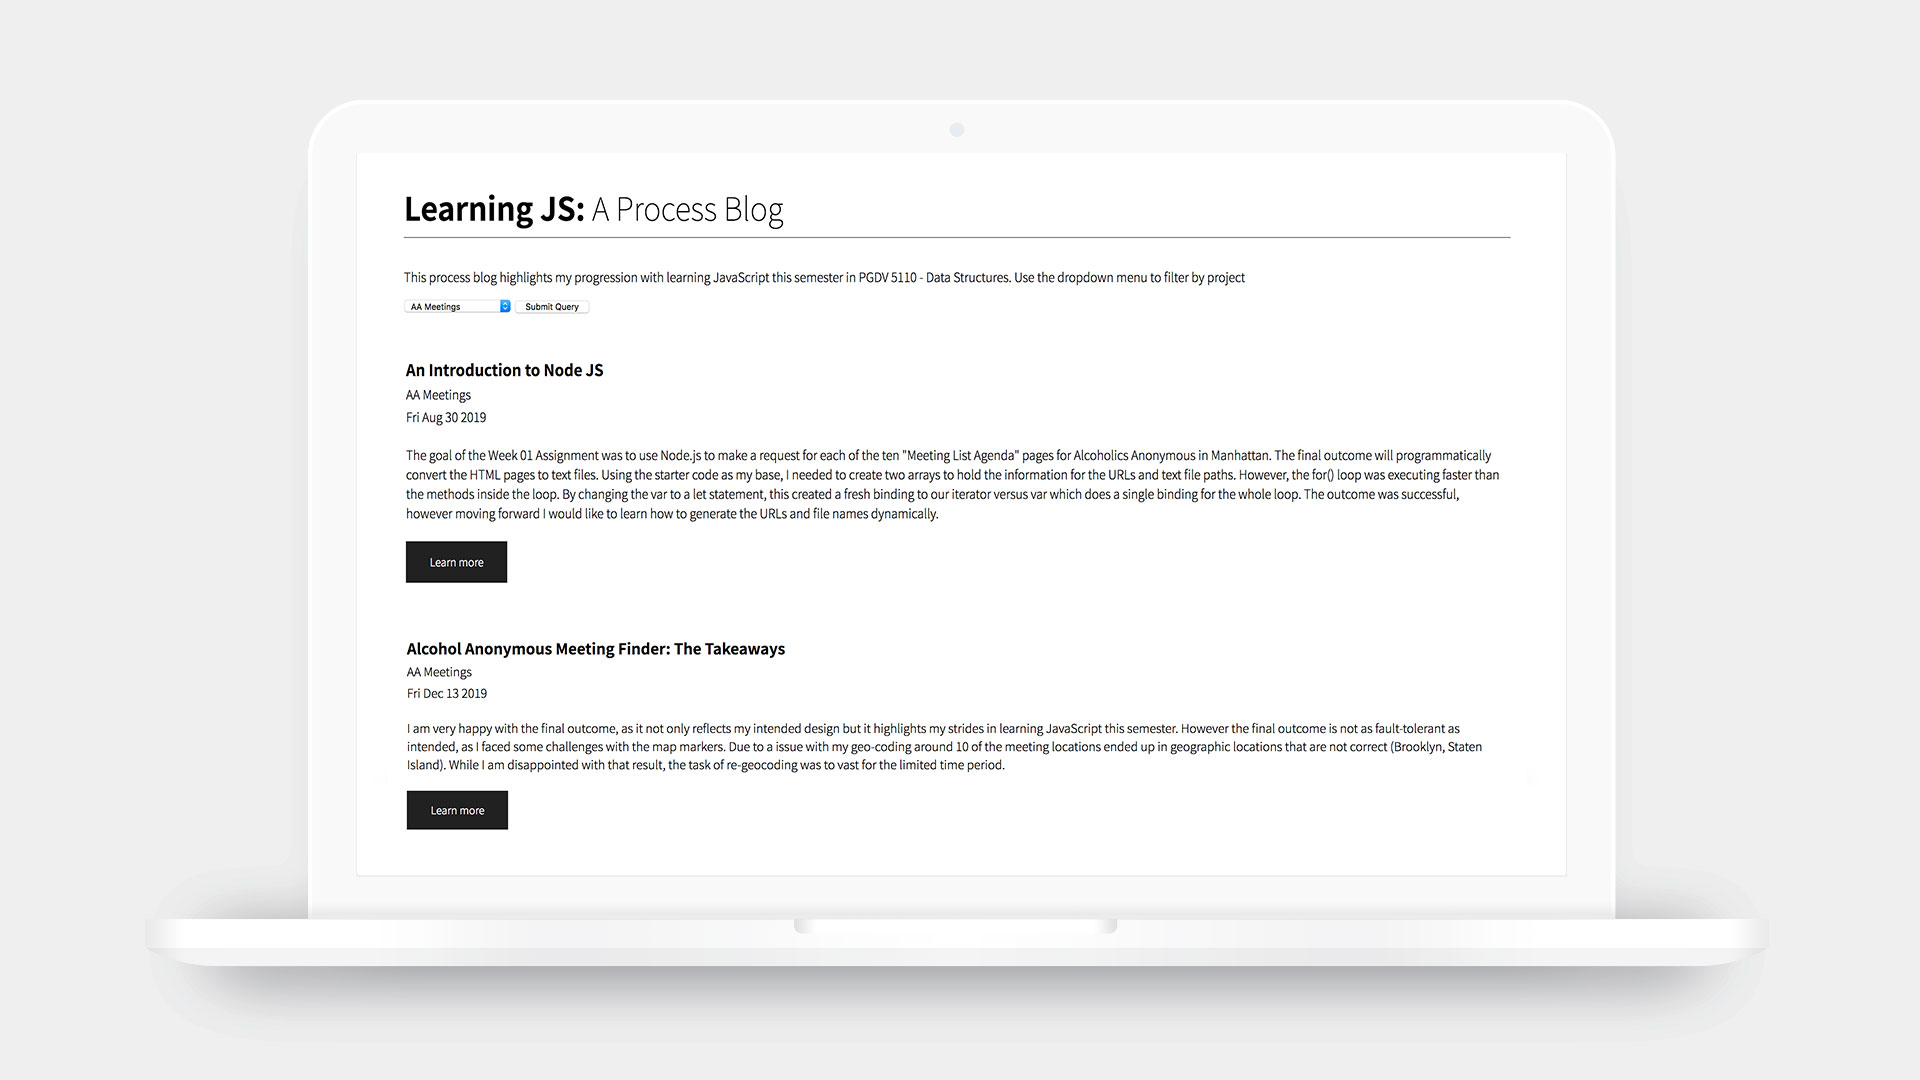 Learning JS: A Process Blog
This process blog highlights my progression with learning JavaScript this semester in PGDV 5110 - Data Structures. Use the dropdown menu to filter by project
AA Meetings Submit Query
An Introduction to Node JS
AA Meetings
Fri Aug 30 2019
The goal of the Week 01 Assignment was to use Node.js to make a request for each of the ten "Meeting List Agenda" pages for Alcoholics Anonymous in Manhattan. The final outcome will programmatically
convert the HTML pages to text files. Using the starter code as my base, I needed to create two arrays to hold the information for the URLs and text file paths. However, the for() loop was executing faster than
the methods inside the loop. By changing the var to a let statement, this created a fresh binding to our iterator versus var which does a single binding for the whole loop. The outcome was successful,
however moving forward I would like to learn how to generate the URLs and file names dynamically.
Learn more
Alcohol Anonymous Meeting Finder: The Takeaways
AA Meetings
Fri Dec 13 2019
I am very happy with the final outcome, as it not only reflects my intended design but it highlights my strides in learning JavaScript this semester. However the final outcome is not as fault-tolerant as
intended, as I faced some challenges with the map markers. Due to a issue with my geo-coding around 10 of the meeting locations ended up in geographic locations that are not correct (Brooklyn, Staten
Island). While I am disappointed with that result, the task of re-geocoding was to vast for the limited time period.
Learn more